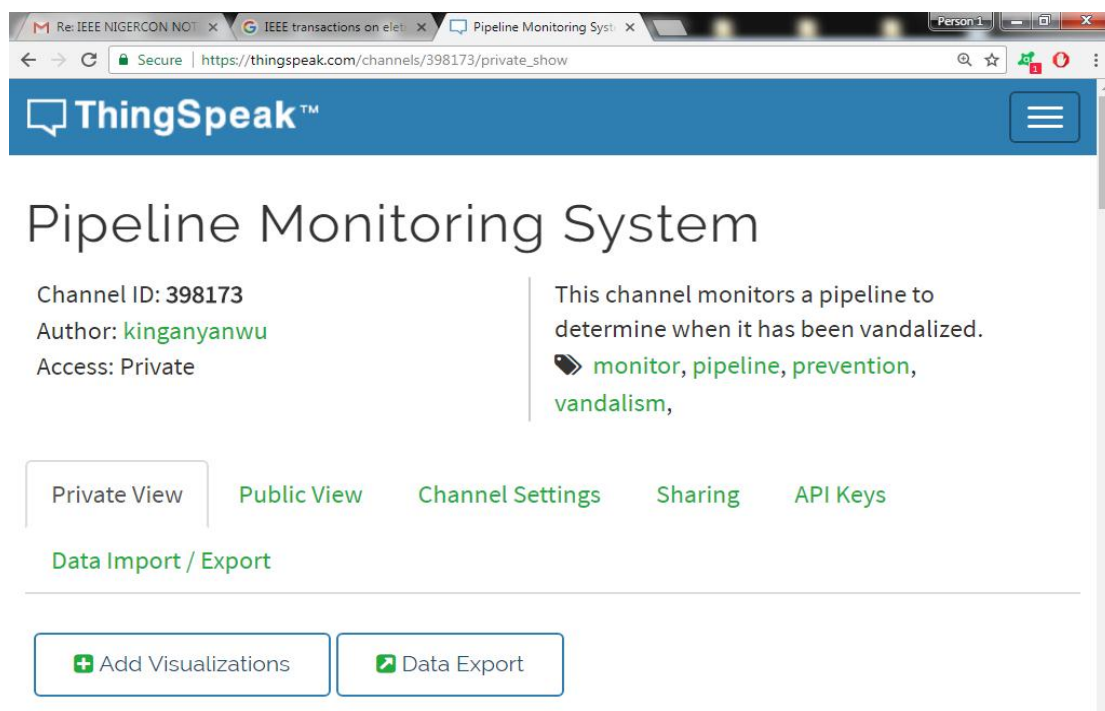 Re: IEEE NIGERCON NOT
IEEE transactions on elet
Pipeline Monitoring Syst
Person 1
Secure | https://thingspeak.com/channels/398173/private_show
1
ThingSpeak™
Pipeline Monitoring System
Channel ID: 398173
Author: kinganyanwu
Access: Private
This channel monitors a pipeline to
determine when it has been vandalized.
monitor, pipeline, prevention,
vandalism,
Private View Public View Channel Settings Sharing API Keys
Data Import / Export
Add Visualizations Data Export